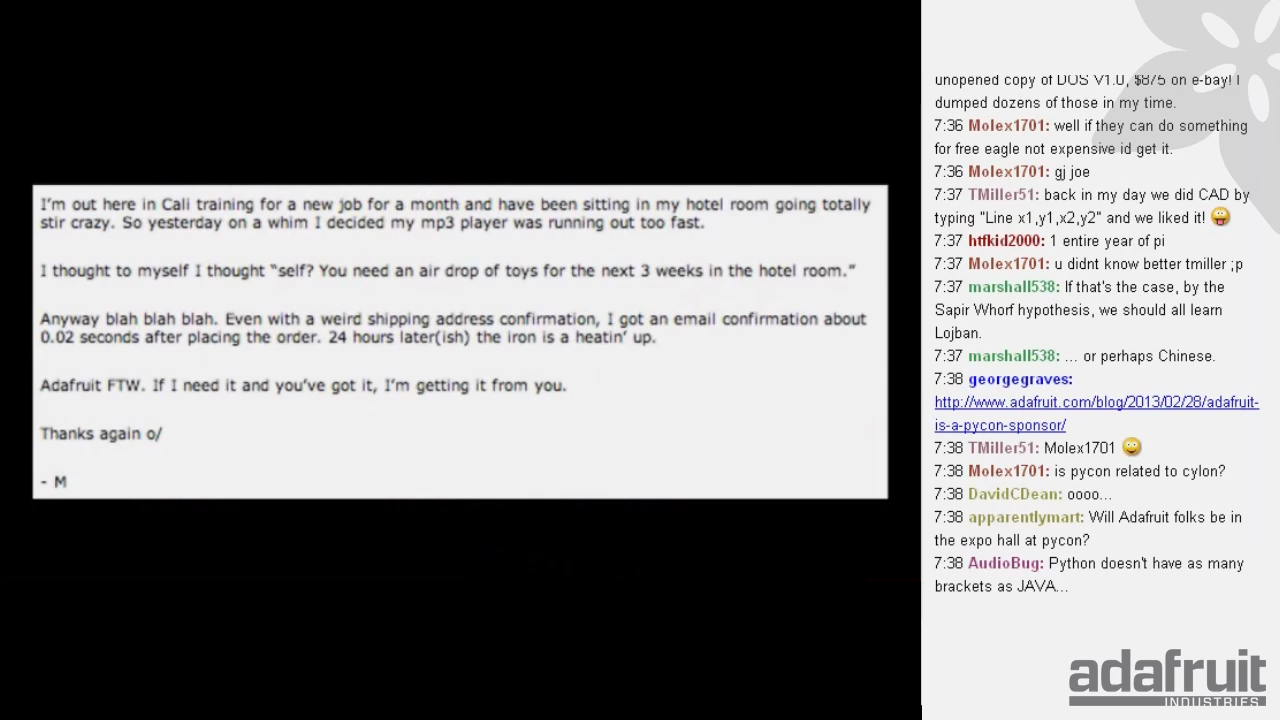 I'm out here in Cali training for a new job for a month and have been sitting in my hotel room going totally
stir crazy. So yesterday on a whim I decided my mp3 player was running out too fast.
I thought to myself I thought "self? You need an air drop of toys for the next 3 weeks in the hotel room."
Anyway blah blah blah. Even with a weird shipping address confirmation, I got an email confirmation about
0.02 seconds after placing the order. 24 hours later(ish) the iron is a heatin' up.
Adafruit FTW. If I need it and you've got it, I'm getting it from you.
Thanks again o/
- M
unopened copy of DOS V1.0, $875 on e-bay! I
dumped dozens of those in my time.
7:36 Molex1701: well if they can do something
for free eagle not expensive id get it.
7:36 Molex1701: gj joe
7:37 TMiller51: back in my day we did CAD by
typing "Line x1,y1,x2,y2" and we liked it!
7:37 htfkid2000: 1 entire year of pi
7:37 Molex1701: u didnt know better tmiller ;p
7:37 marshall538: If that's the case, by the
Sapir Whorf hypothesis, we should all learn
Lojban.
7:37 marshall538: ... or perhaps Chinese.
7:38 georgegraves:
http://www.adafruit.com/blog/2013/02/28/adafruit-
is-a-pycon-sponsor/
7:38 TMiller51: Molex1701
7:38 Molex1701: is pycon related to cylon?
7:38 DavidCDean: oooo...
7:38 apparentlymart: Will Adafruit folks be in
the expo hall at pycon?
7:38 AudioBug: Python doesn't have as many
brackets as JAVA...
adafruit
INDUSTRIES